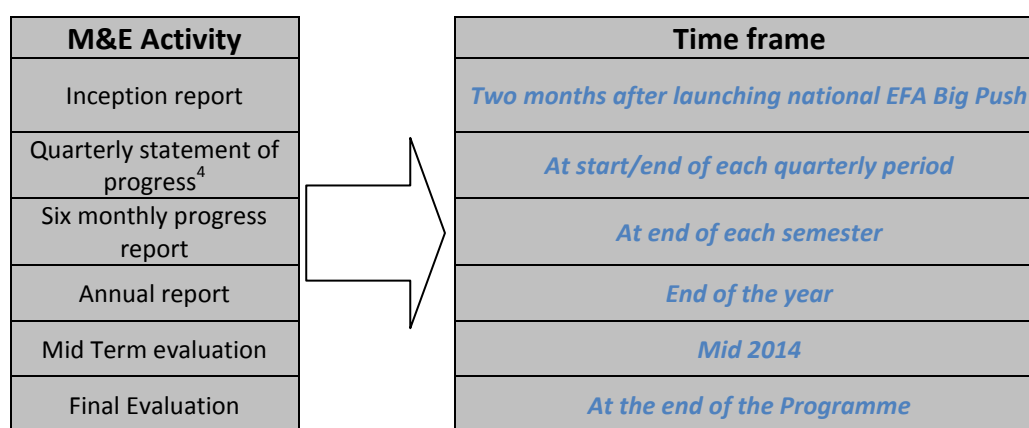 M&E Activity
Time frame
Inception report
Two months after launching national EFA Big Push
Quarterly statement of
progress4
At start/end of each quarterly period
Six monthly progress
report
At end of each semester
Annual report
End of the year
Mid Term evaluation
Mid 2014
Final Evaluation
At the end of the Programme